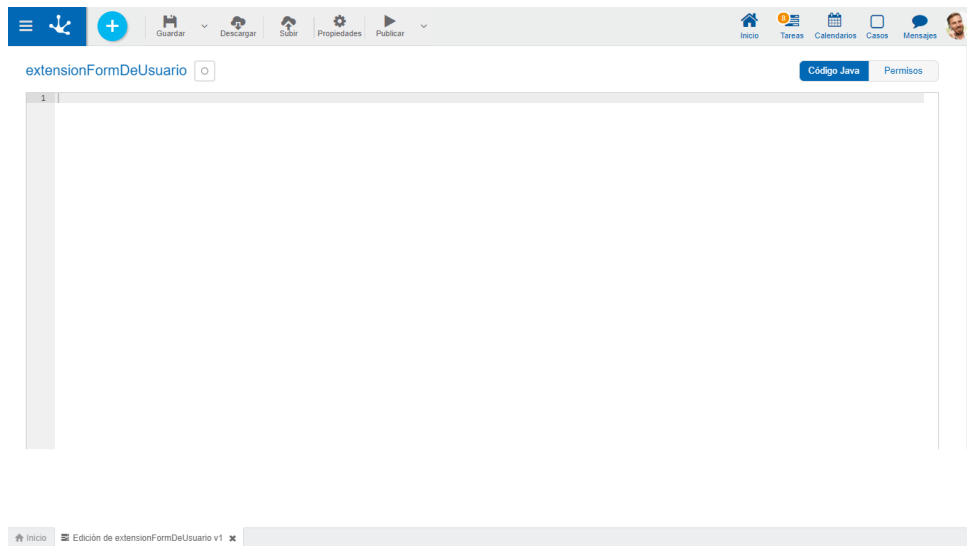 Guardar
Descargar
Subir
Propiedades
Publicar
Inicio
8
Tareas
Calendarios
Casos
Mensajes
extensionFormDeUsuario
Código Java
Permisos
1
Inicio
Edición de extensionFormDeUsuario v1